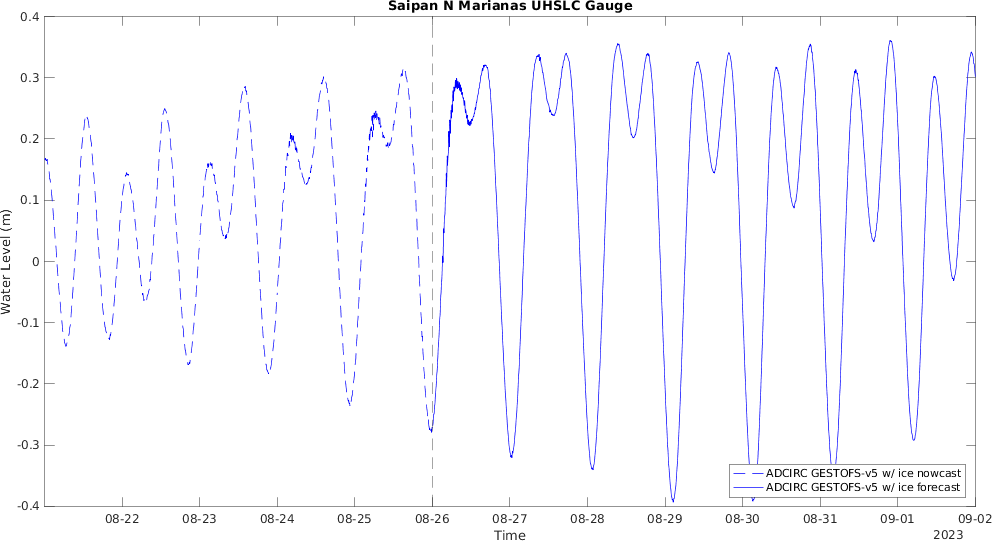 Saipan N Marianas UHSLC Gauge
Water Level (m)
0.4
0.3
0.2
0.1
0
-0.1
-0.2
-0.3
-0.4
ADCIRC GESTOFS-v5 w/ ice nowcast
ADCIRC GESTOFS-v5 w/ ice forecast
08-22 08-23 08-24 08-25 08-26 08-27 08-28 08-29 08-30 08-31 09-01 09-02
Time
2023